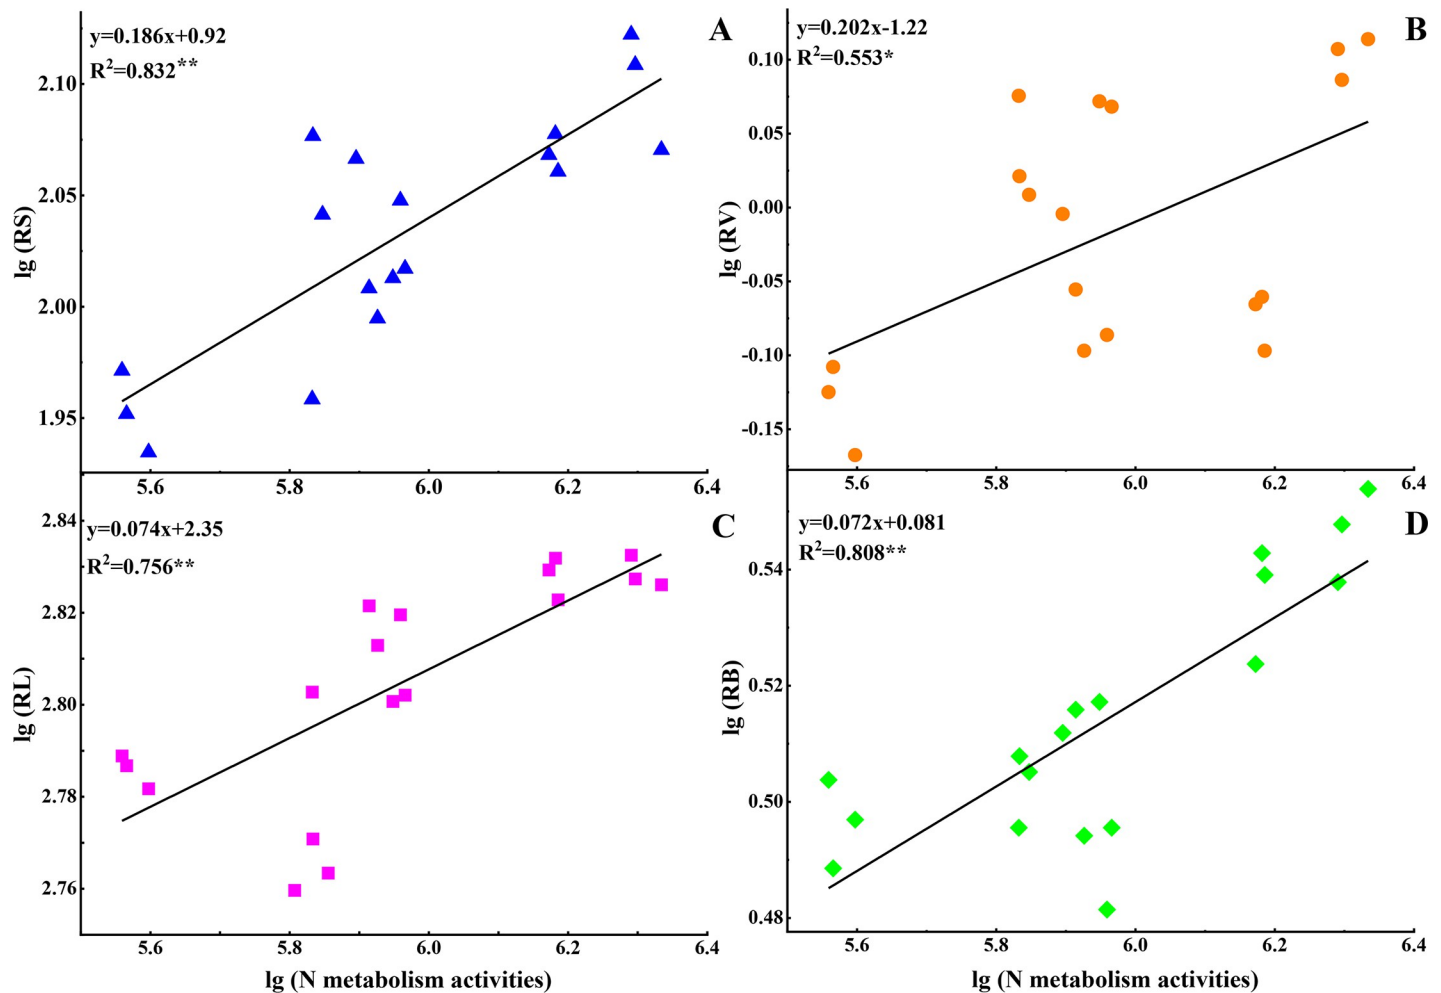 y=0.186x+0.92
R²=0.832**
A
2.10
2.05
2.00
1.95
lg (RS)
5.6 5.8 6.0 6.2 6.4
y=0.202x-1.22
R²=0.553*
B
0.10
0.05
0.00
-0.05
-0.10
-0.15
lg (RV)
5.6 5.8 6.0 6.2 6.4
y=0.074x+2.35
R²=0.756**
C
2.84
2.82
2.80
2.78
2.76
lg (RL)
5.6 5.8 6.0 6.2 6.4
lg (N metabolism activities)
y=0.072x+0.081
R²=0.808**
D
0.54
0.52
0.50
0.48
lg (RB)
5.6 5.8 6.0 6.2 6.4
lg (N metabolism activities)